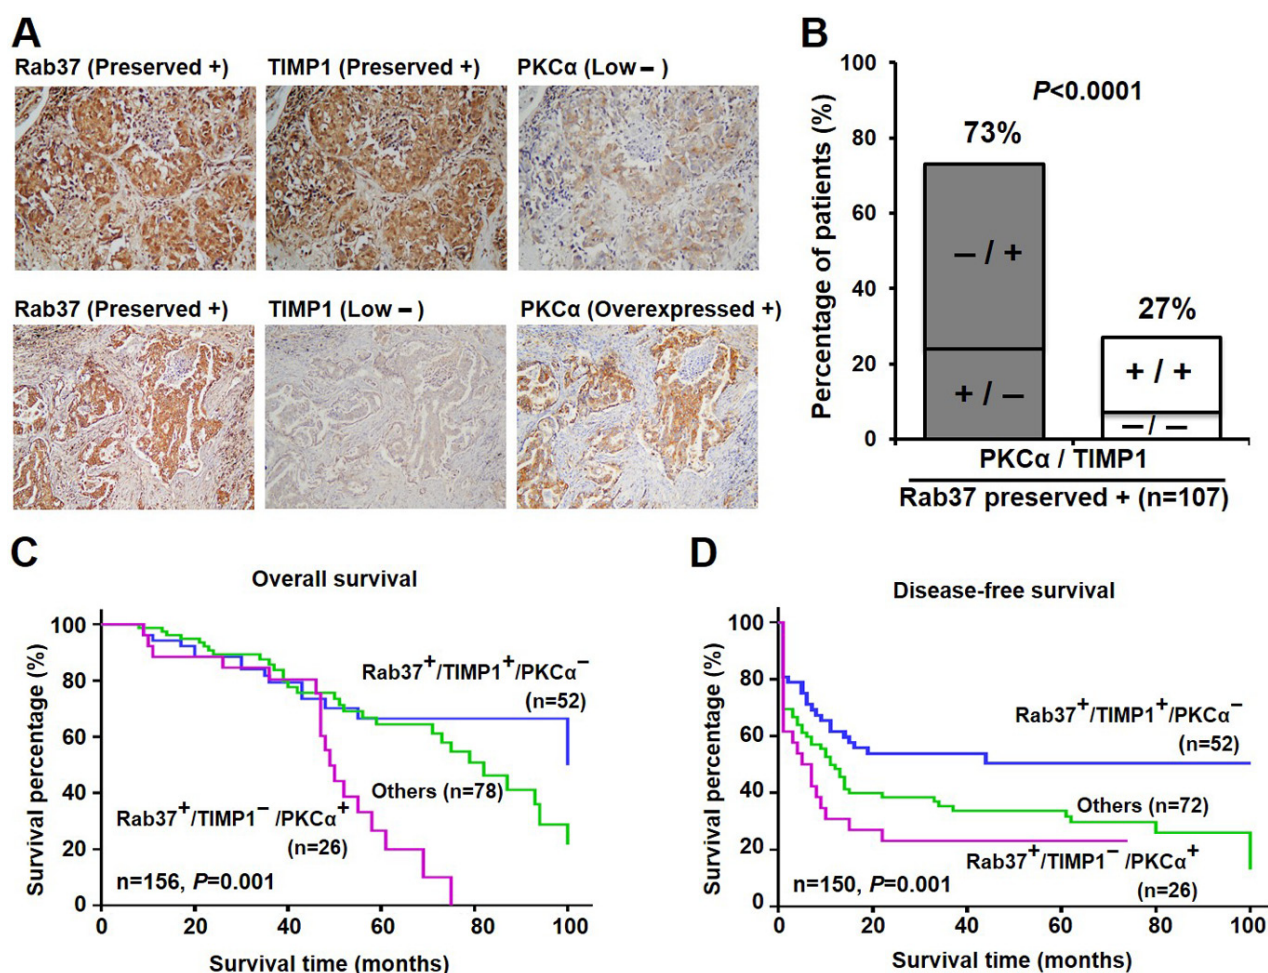 A
Rab37 (Preserved +)
TIMP1 (Preserved +)
PKCα (Low –)
Rab37 (Preserved +)
TIMP1 (Low –)
PKCα (Overexpressed +)
B
Percentage of patients (%)
100
80
60
40
20
0
P<0.0001
73%
– / +
+ / –
27%
+ / +
– / –
PKCα / TIMP1
Rab37 preserved + (n=107)
C
Overall survival
Survival percentage (%)
100
80
60
40
20
0
Rab37⁺/TIMP1⁺/PKCα⁻
(n=52)
Others (n=78)
Rab37⁺/TIMP1⁻ /PKCα⁺
(n=26)
n=156, P=0.001
0 20 40 60 80 100
Survival time (months)
D
Disease-free survival
Survival percentage (%)
100
80
60
40
20
0
Rab37⁺/TIMP1⁺/PKCα⁻
(n=52)
Others (n=72)
Rab37⁺/TIMP1⁻ /PKCα⁺
(n=26)
n=150, P=0.001
0 20 40 60 80 100
Survival time (months)